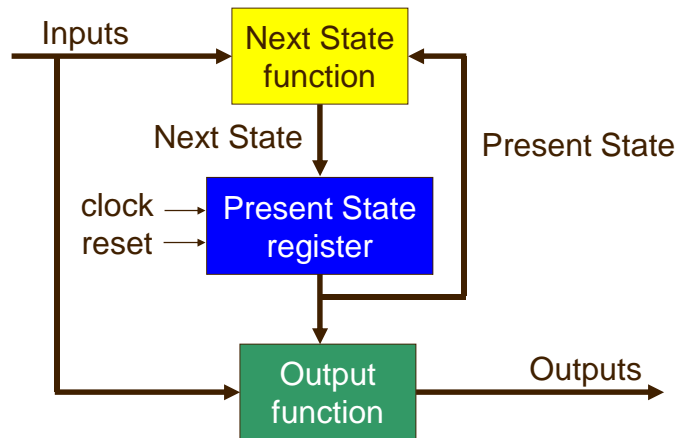 Inputs
Next State
function
Next State
Present State
clock
reset
Present State
register
Output
function
Outputs